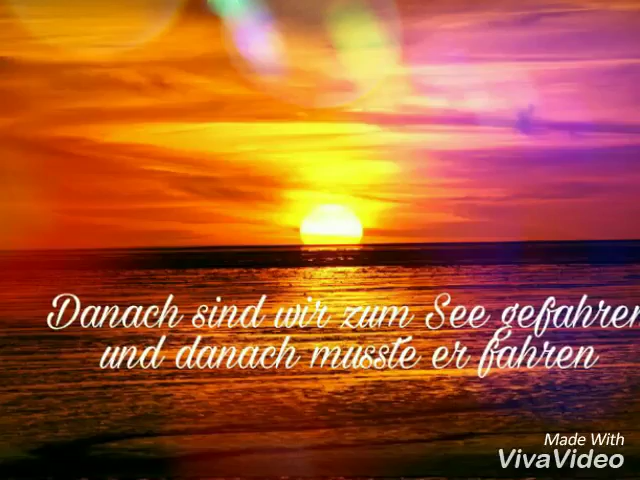 Danach sind wir zum See gefahren
und danach musste er fahren
Made With
VivaVideo